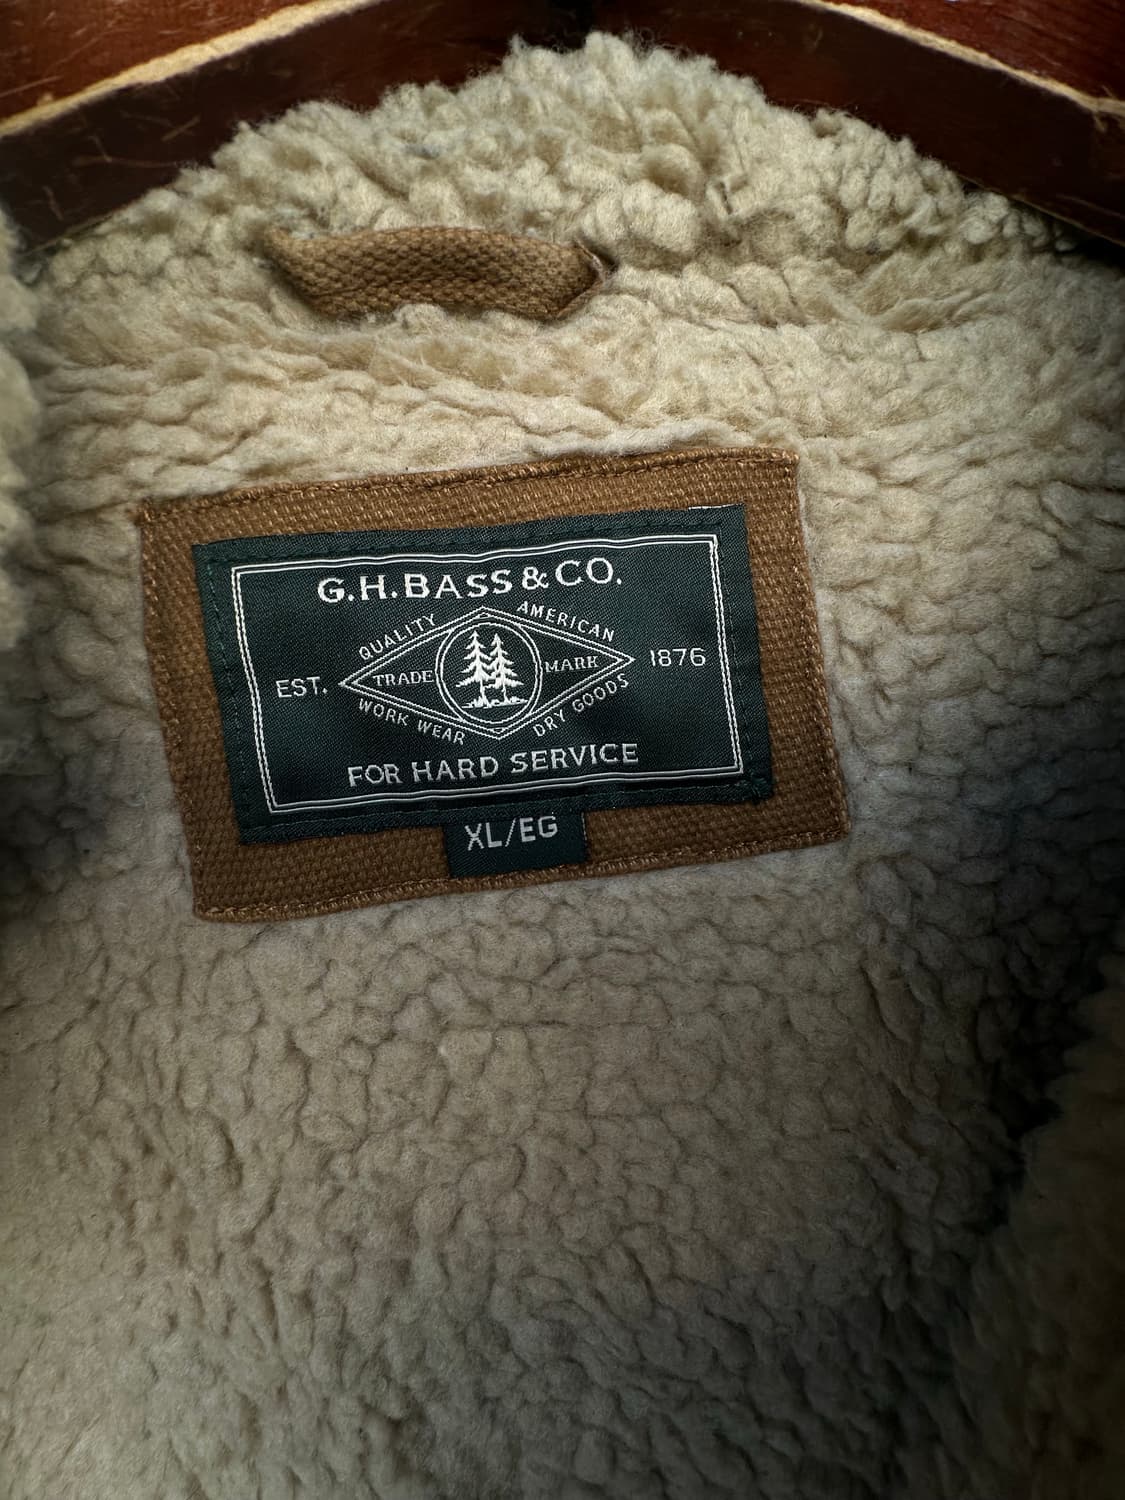 G.H.BASS & CO.
QUALITY AMERICAN
EST. TRADE MARK 1876
WORK WEAR DRY GOODS
FOR HARD SERVICE
XL/EG